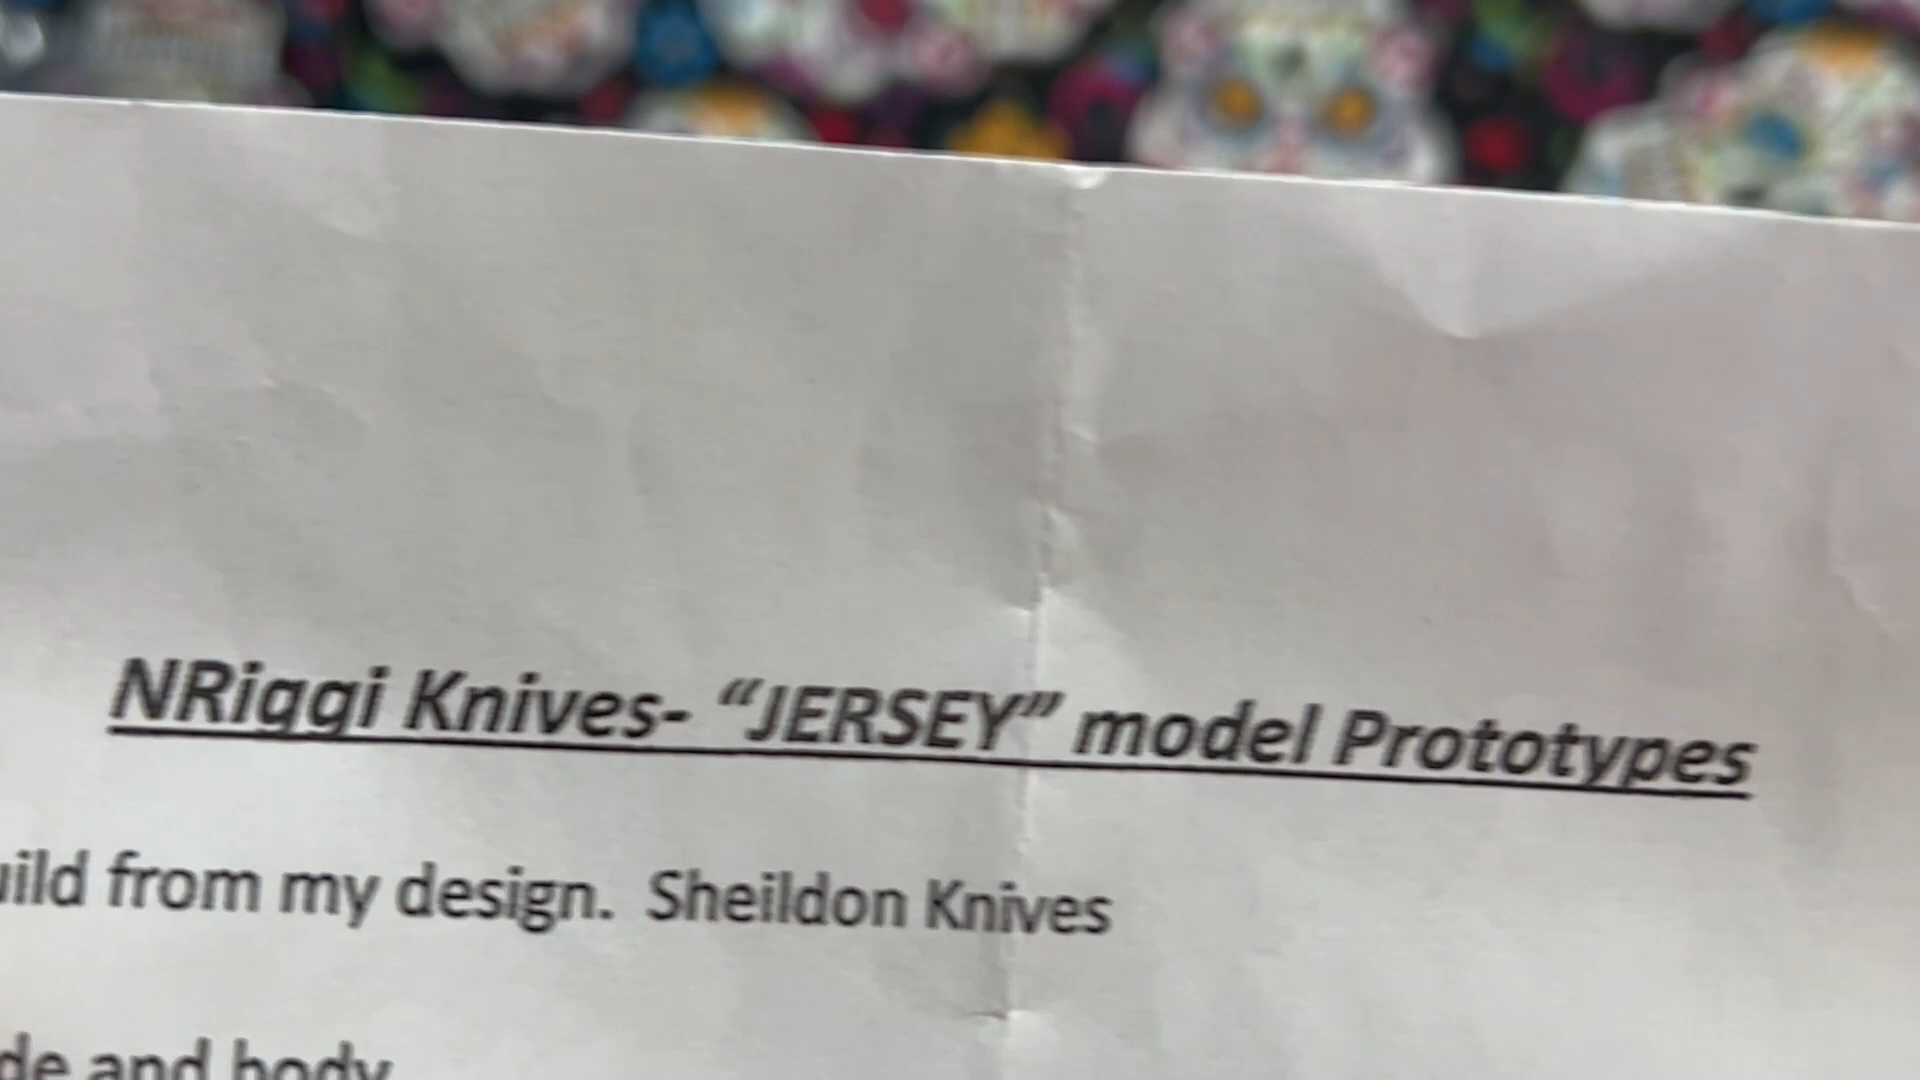 NRiggi Knives- “JERSEY” model Prototypes
uild from my design.  Sheildon Knives
de and body